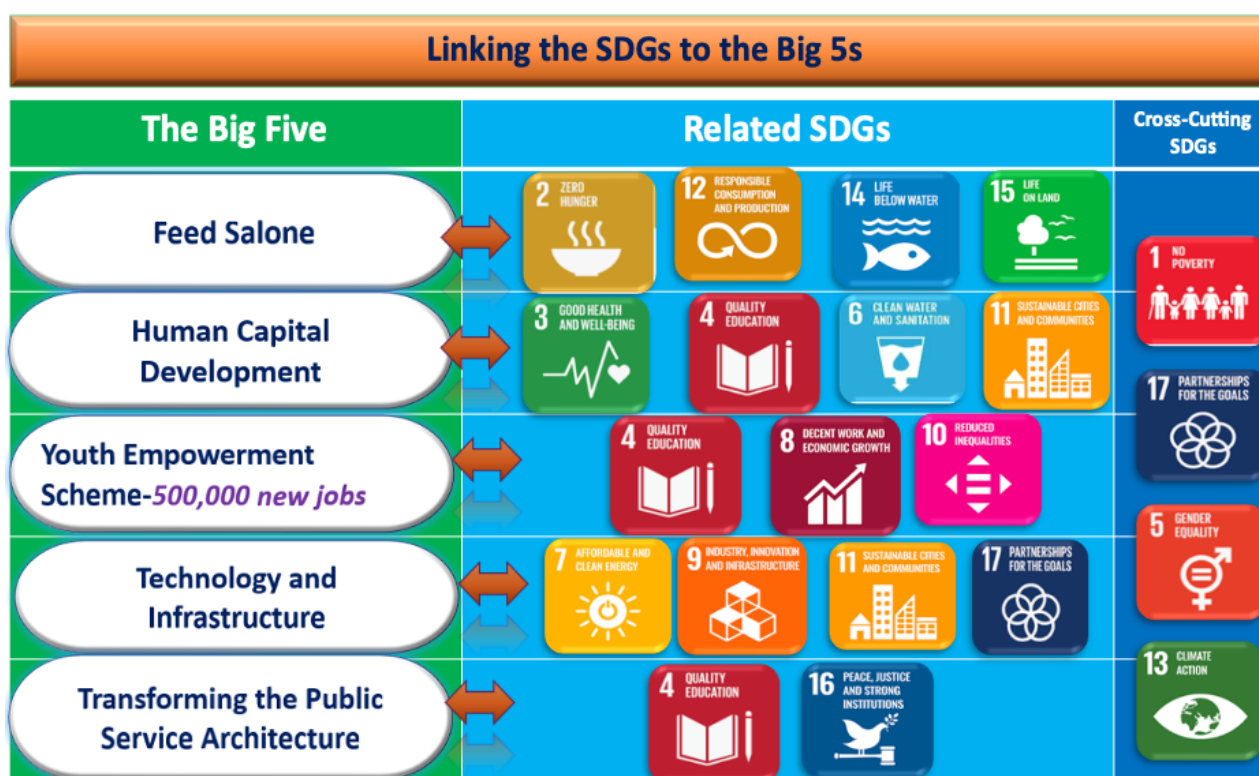 Linking the SDGs to the Big 5s
The Big Five
Related SDGs
Cross-Cutting
SDGs
Feed Salone
2 ZERO
HUNGER
12 RESPONSIBLE
CONSUMPTION
AND PRODUCTION
14 LIFE
BELOW WATER
15 LIFE
ON LAND
Human Capital
Development
3 GOOD HEALTH
AND WELL-BEING
4 QUALITY
EDUCATION
6 CLEAN WATER
AND SANITATION
11 SUSTAINABLE CITIES
AND COMMUNITIES
Youth Empowerment
Scheme-500,000 new jobs
4 QUALITY
EDUCATION
8 DECENT WORK AND
ECONOMIC GROWTH
10 REDUCED
INEQUALITIES
Technology and
Infrastructure
7 AFFORDABLE AND
CLEAN ENERGY
9 INDUSTRY, INNOVATION
AND INFRASTRUCTURE
11 SUSTAINABLE CITIES
AND COMMUNITIES
17 PARTNERSHIPS
FOR THE GOALS
Transforming the Public
Service Architecture
4 QUALITY
EDUCATION
16 PEACE, JUSTICE
AND STRONG
INSTITUTIONS
1 NO
POVERTY
17 PARTNERSHIPS
FOR THE GOALS
5 GENDER
EQUALITY
13 CLIMATE
ACTION